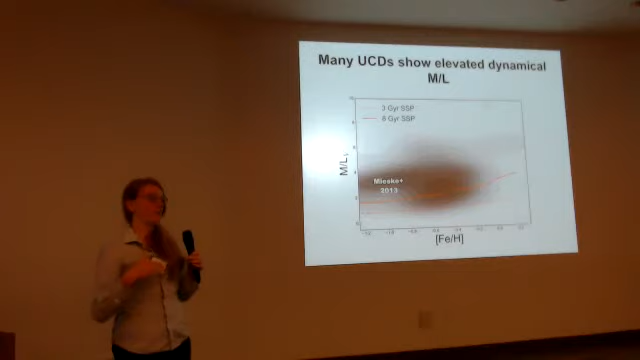 Many UCDs show elevated dynamical
M/L
3 Gyr SSP
8 Gyr SSP
M/L
Mieske+
2013
[Fe/H]